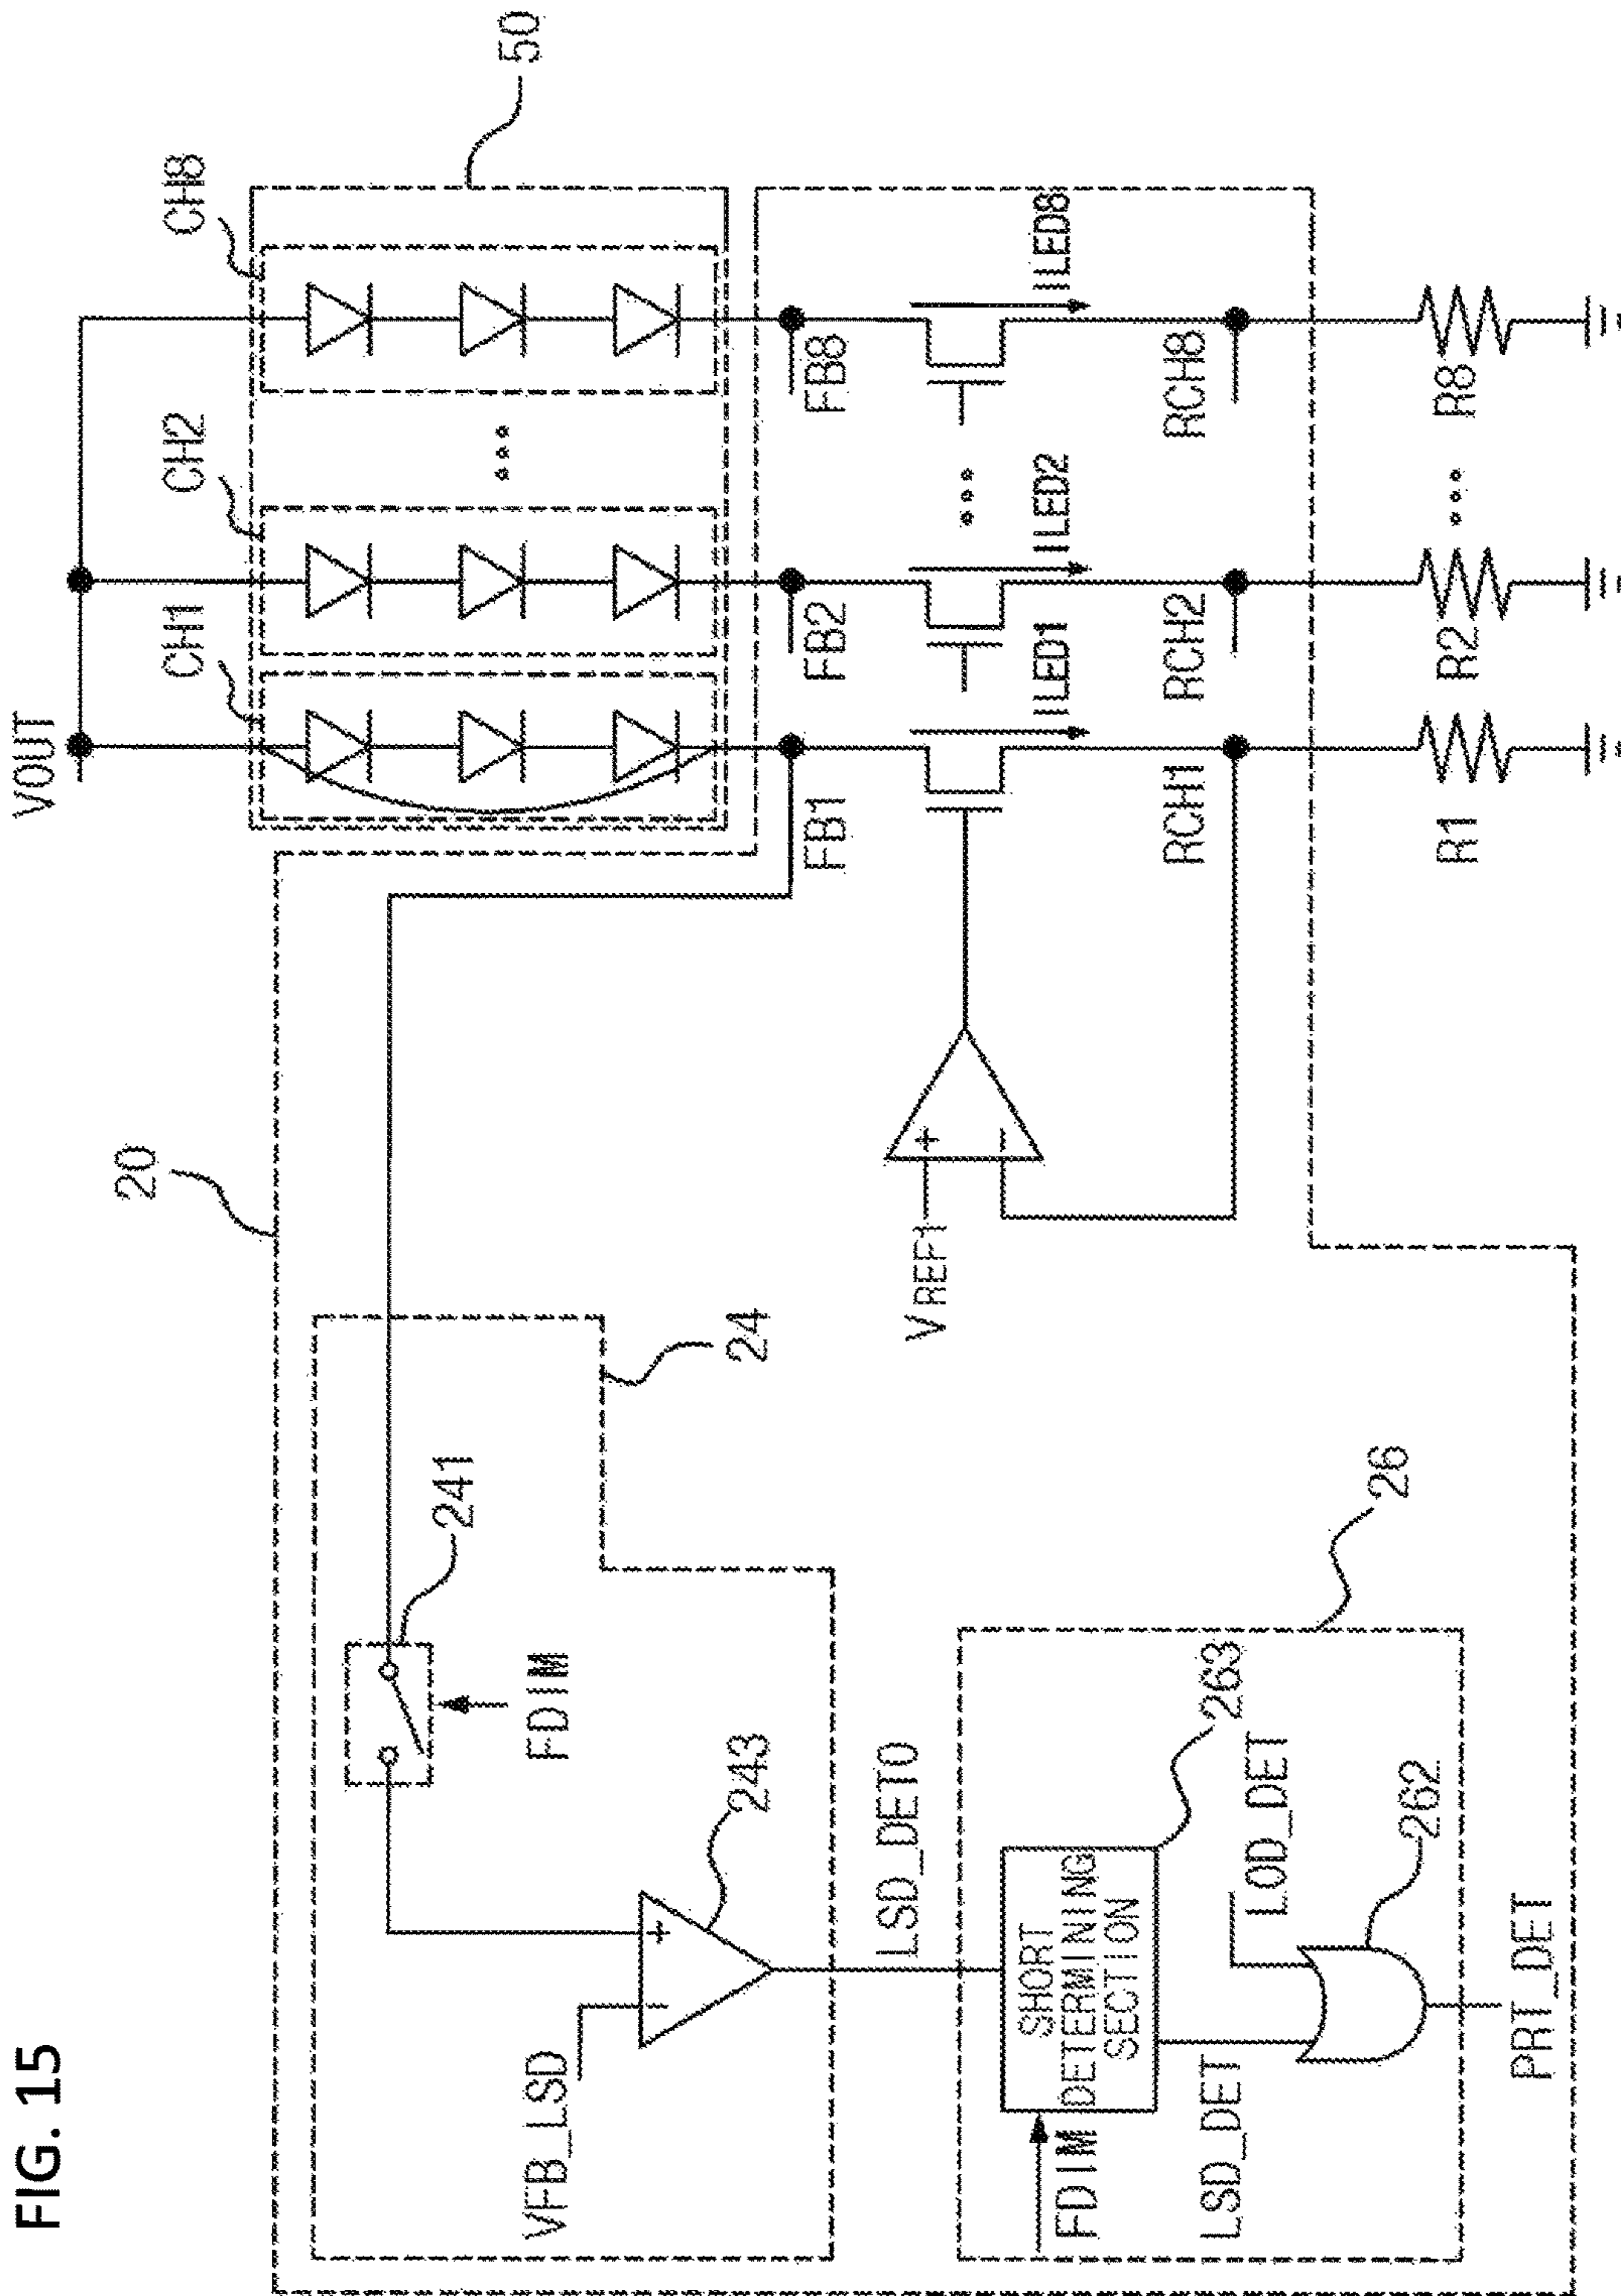 FIG. 15
VOUT
CH1
CH2
CH8
50
20
24
241
FDIM
243
VFB_LSD
+
-
LSD_DET0
FB1
FB2
FB8
ILED1
ILED2
ILED8
VREF1
+
-
RCH1
RCH2
RCH8
R1
R2
R8
26
263
SHORT
DETERMINING
SECTION
FDIM
LSD_DET
LOD_DET
262
PRT_DET